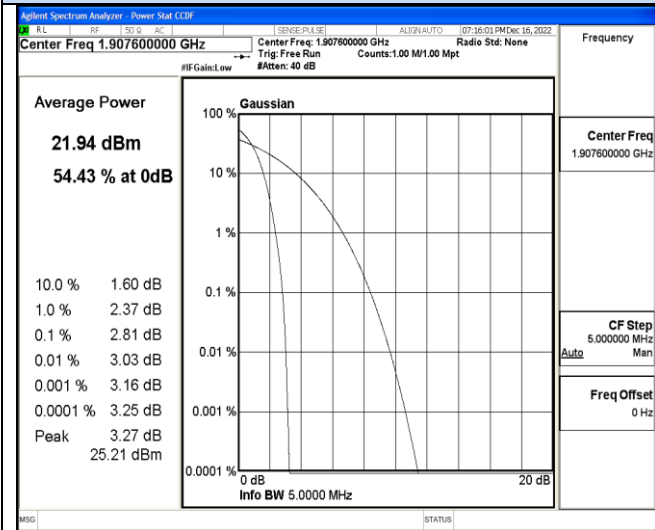 Agilent Spectrum Analyzer - Power Stat CCDF
RL RF 50 Ω AC SENSE:PULSE ALIGN AUTO 07:16:01 PM Dec 16, 2022
Center Freq 1.907600000 GHz
Center Freq: 1.907600000 GHz Radio Std: None
Trig: Free Run Counts:1.00 M/1.00 Mpt
#IFGain:Low #Atten: 40 dB
Frequency
Average Power
21.94 dBm
54.43 % at 0dB
10.0 % 1.60 dB
1.0 % 2.37 dB
0.1 % 2.81 dB
0.01 % 3.03 dB
0.001 % 3.16 dB
0.0001 % 3.25 dB
Peak 3.27 dB
25.21 dBm
Gaussian
100 %
10 %
1 %
0.1 %
0.01 %
0.001 %
0.0001 %
0 dB 20 dB
Info BW 5.0000 MHz
Center Freq
1.907600000 GHz
CF Step
5.000000 MHz
Auto Man
Freq Offset
0 Hz
MSG STATUS